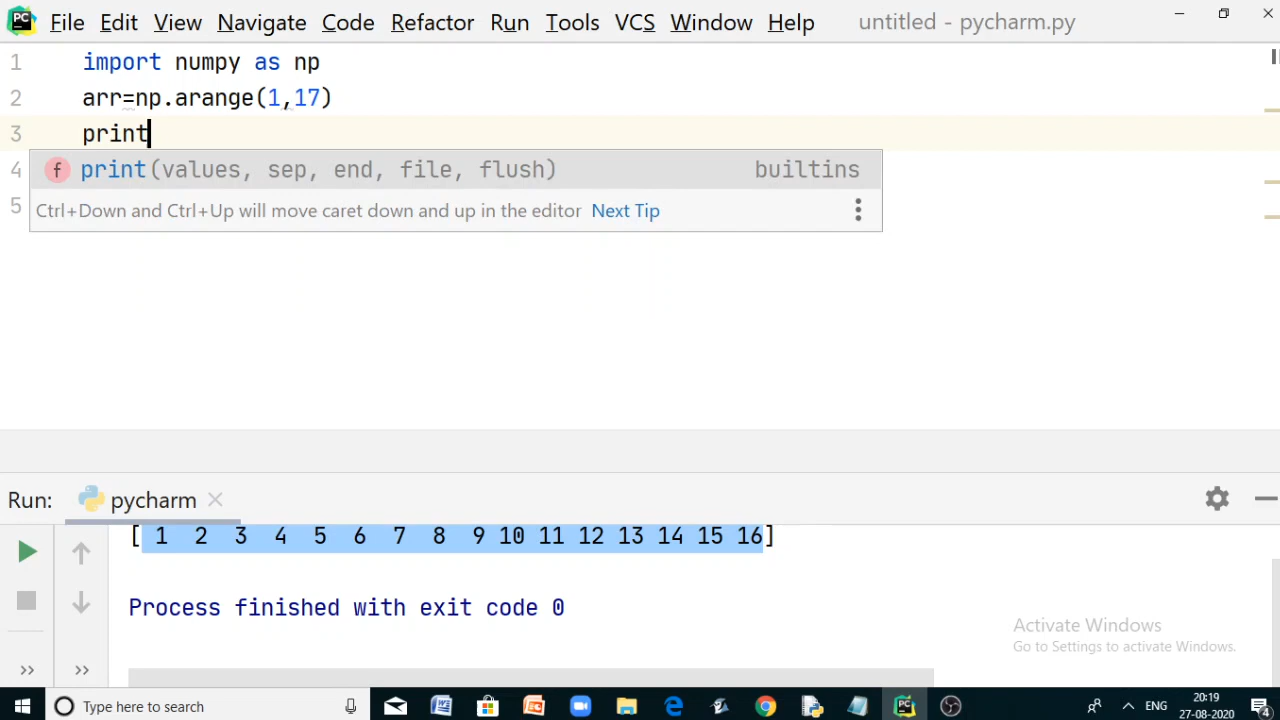 PC File Edit View Navigate Code Refactor Run Tools VCS Window Help untitled - pycharm.py
1 import numpy as np
2 arr=np.arange(1,17)
3 print
4 f print(values, sep, end, file, flush) builtins
5 Ctrl+Down and Ctrl+Up will move caret down and up in the editor Next Tip
Run: pycharm
[ 1 2 3 4 5 6 7 8 9 10 11 12 13 14 15 16]
Process finished with exit code 0
Activate Windows
Go to Settings to activate Windows.
Type here to search
ENG
20:19
27-08-2020
4